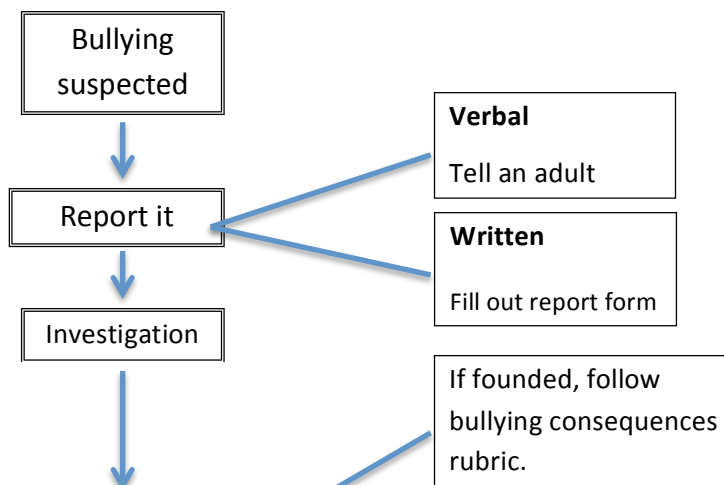 Bullying
suspected
Verbal
Tell an adult
Report it
Written
Fill out report form
Investigation
If founded, follow
bullying consequences
rubric.